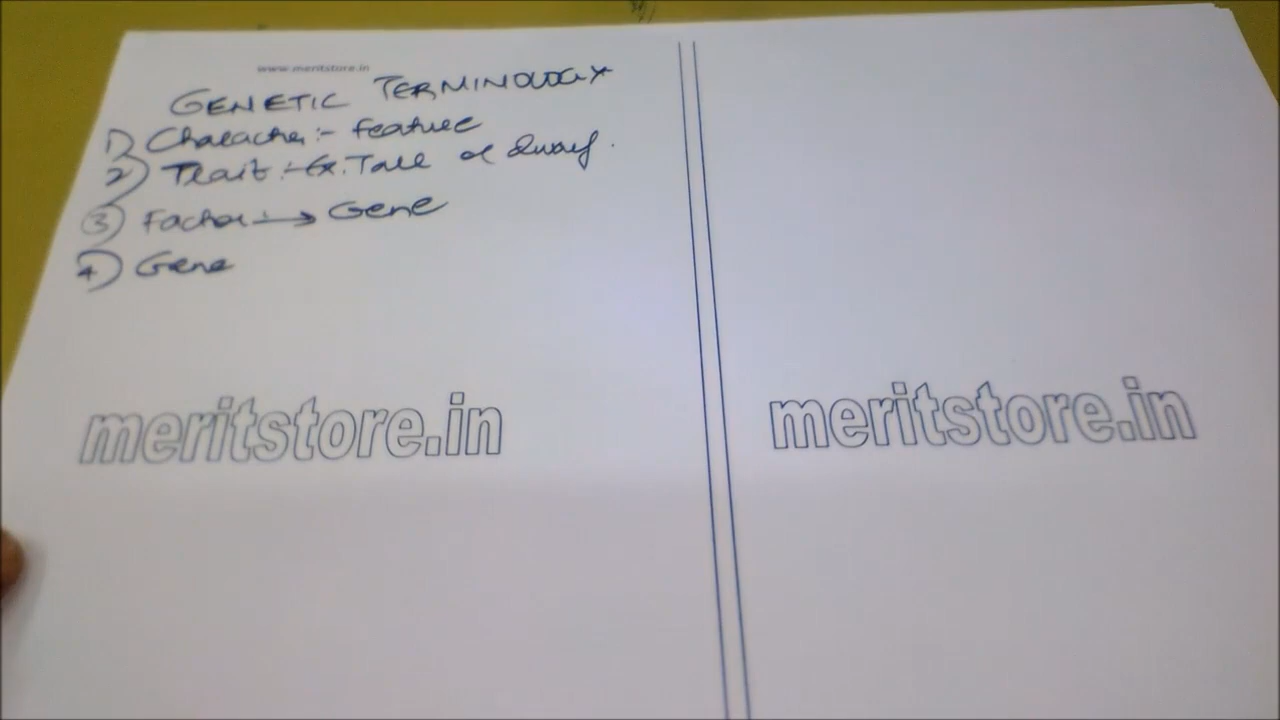 www.meritstore.in
GENETIC TERMINOLOGY
1) Character :- feature
2) Trait :- Ex. Tall or dwarf.
3) Factor :→ Gene
4) Gene
meritstore.in
meritstore.in